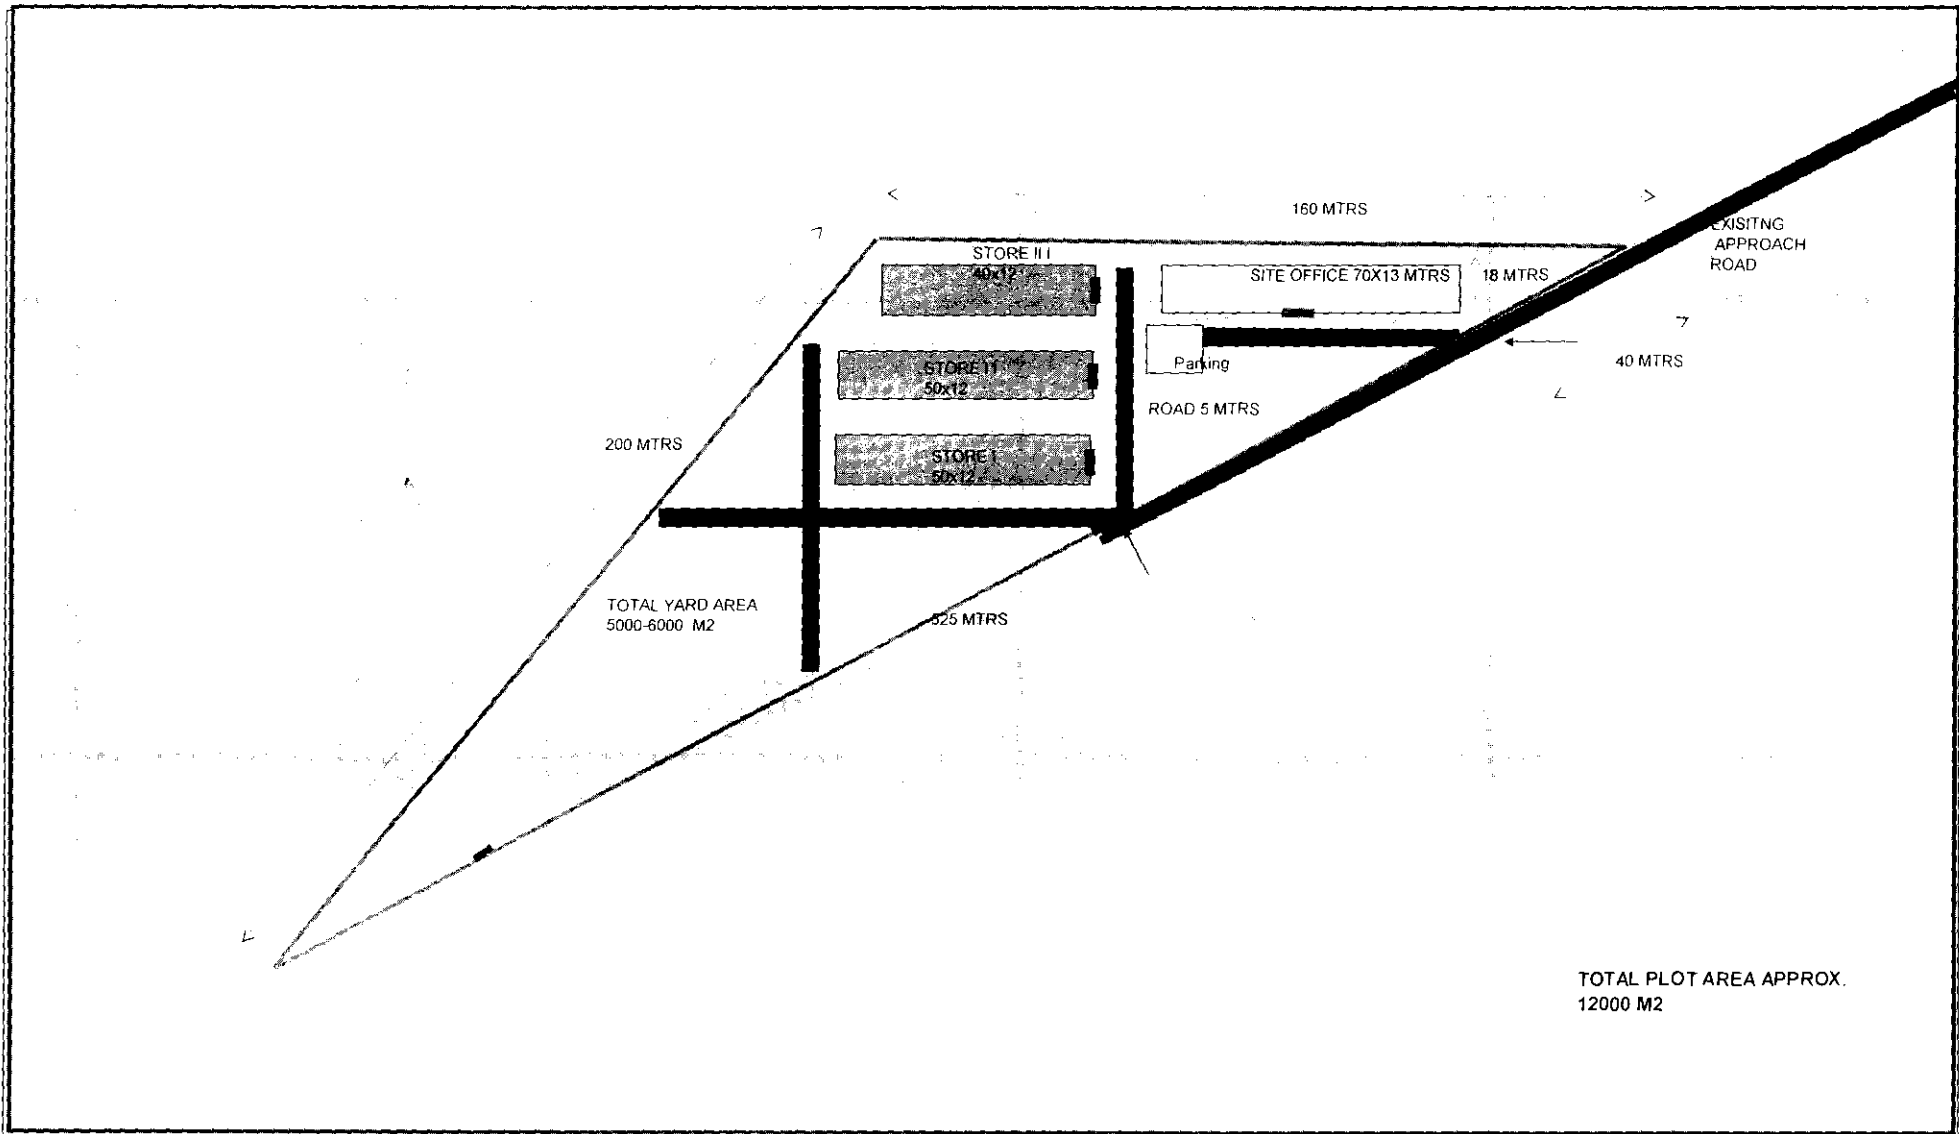 160 MTRS
EXISITNG
APPROACH
ROAD
STORE II I
40x12
SITE OFFICE 70X13 MTRS
18 MTRS
40 MTRS
Parking
STORE I I
50x12
ROAD 5 MTRS
200 MTRS
STORE I
50x12
TOTAL YARD AREA
5000-6000 M2
325 MTRS
TOTAL PLOT AREA APPROX.
12000 M2